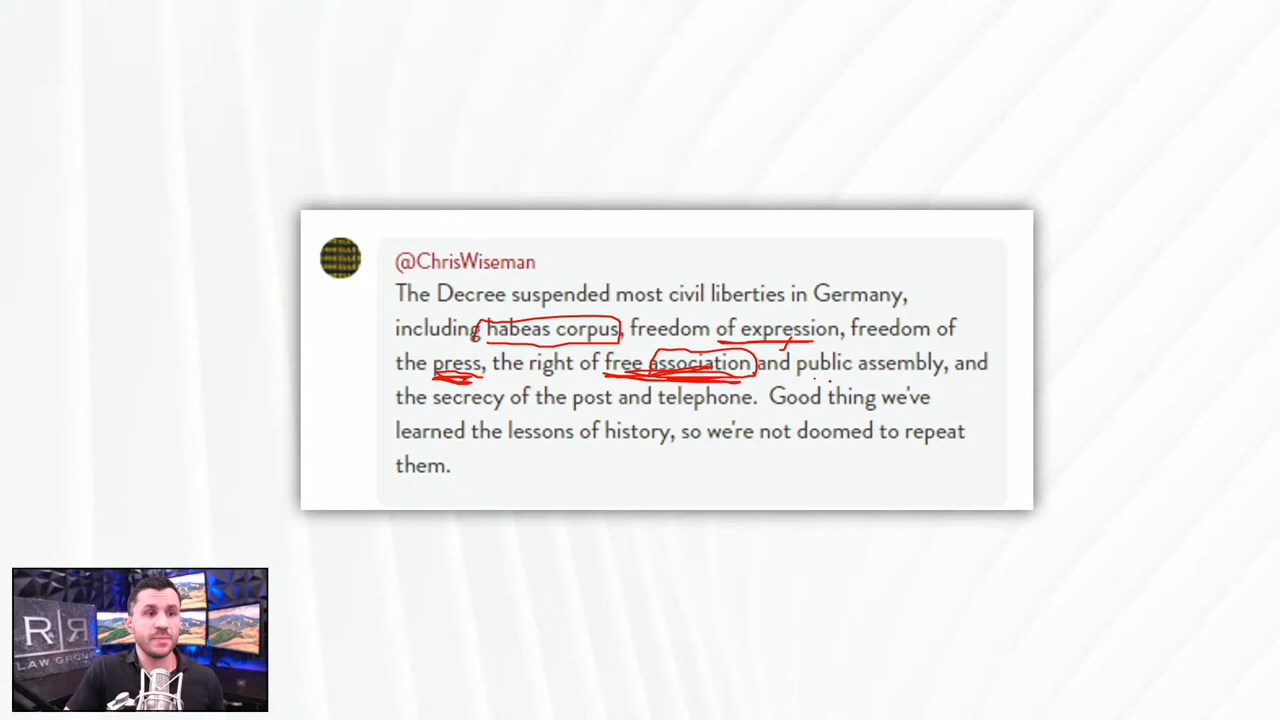 @ChrisWiseman
The Decree suspended most civil liberties in Germany,
including habeas corpus, freedom of expression, freedom of
the press, the right of free association and public assembly, and
the secrecy of the post and telephone.  Good thing we've
learned the lessons of history, so we're not doomed to repeat
them.
R|R
LAW GROUP